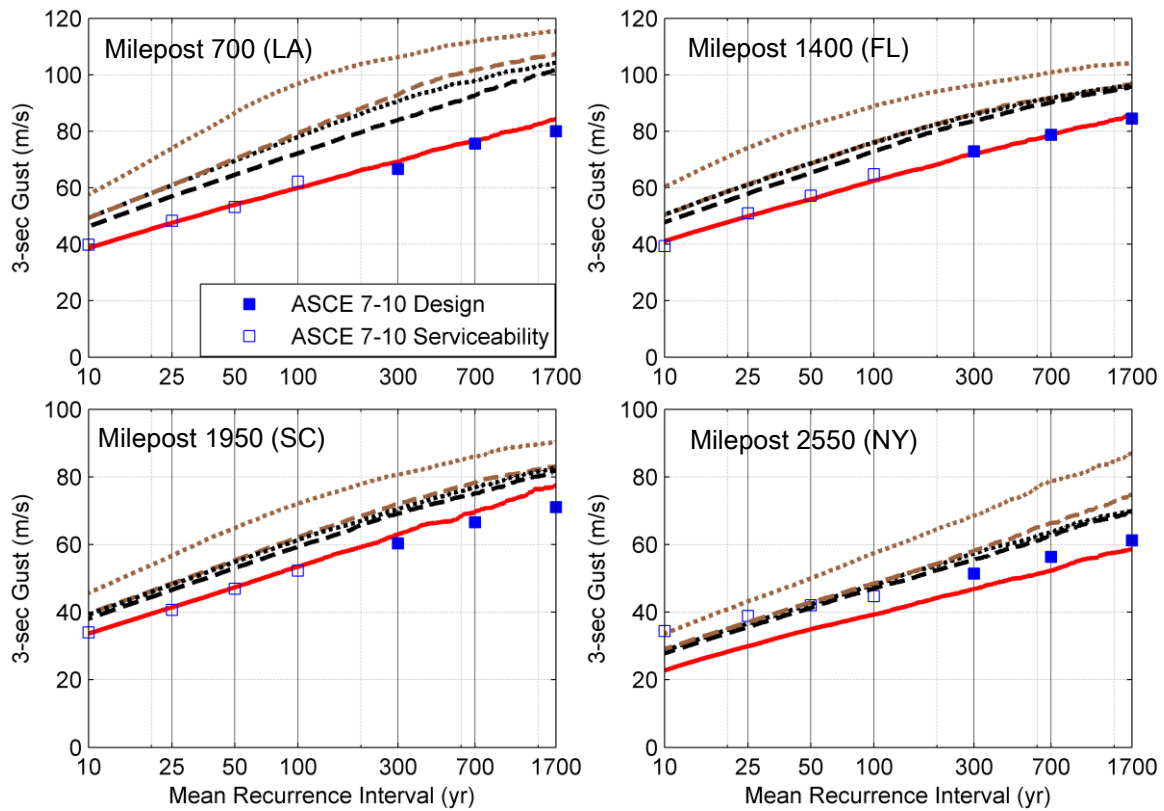 Milepost 700 (LA)
3-sec Gust (m/s)
120
100
80
60
40
20
0
ASCE 7-10 Design
ASCE 7-10 Serviceability
10 25 50 100 300 700 1700
Milepost 1400 (FL)
3-sec Gust (m/s)
120
100
80
60
40
20
0
10 25 50 100 300 700 1700
Milepost 1950 (SC)
3-sec Gust (m/s)
100
80
60
40
20
0
10 25 50 100 300 700 1700
Mean Recurrence Interval (yr)
Milepost 2550 (NY)
3-sec Gust (m/s)
100
80
60
40
20
0
10 25 50 100 300 700 1700
Mean Recurrence Interval (yr)